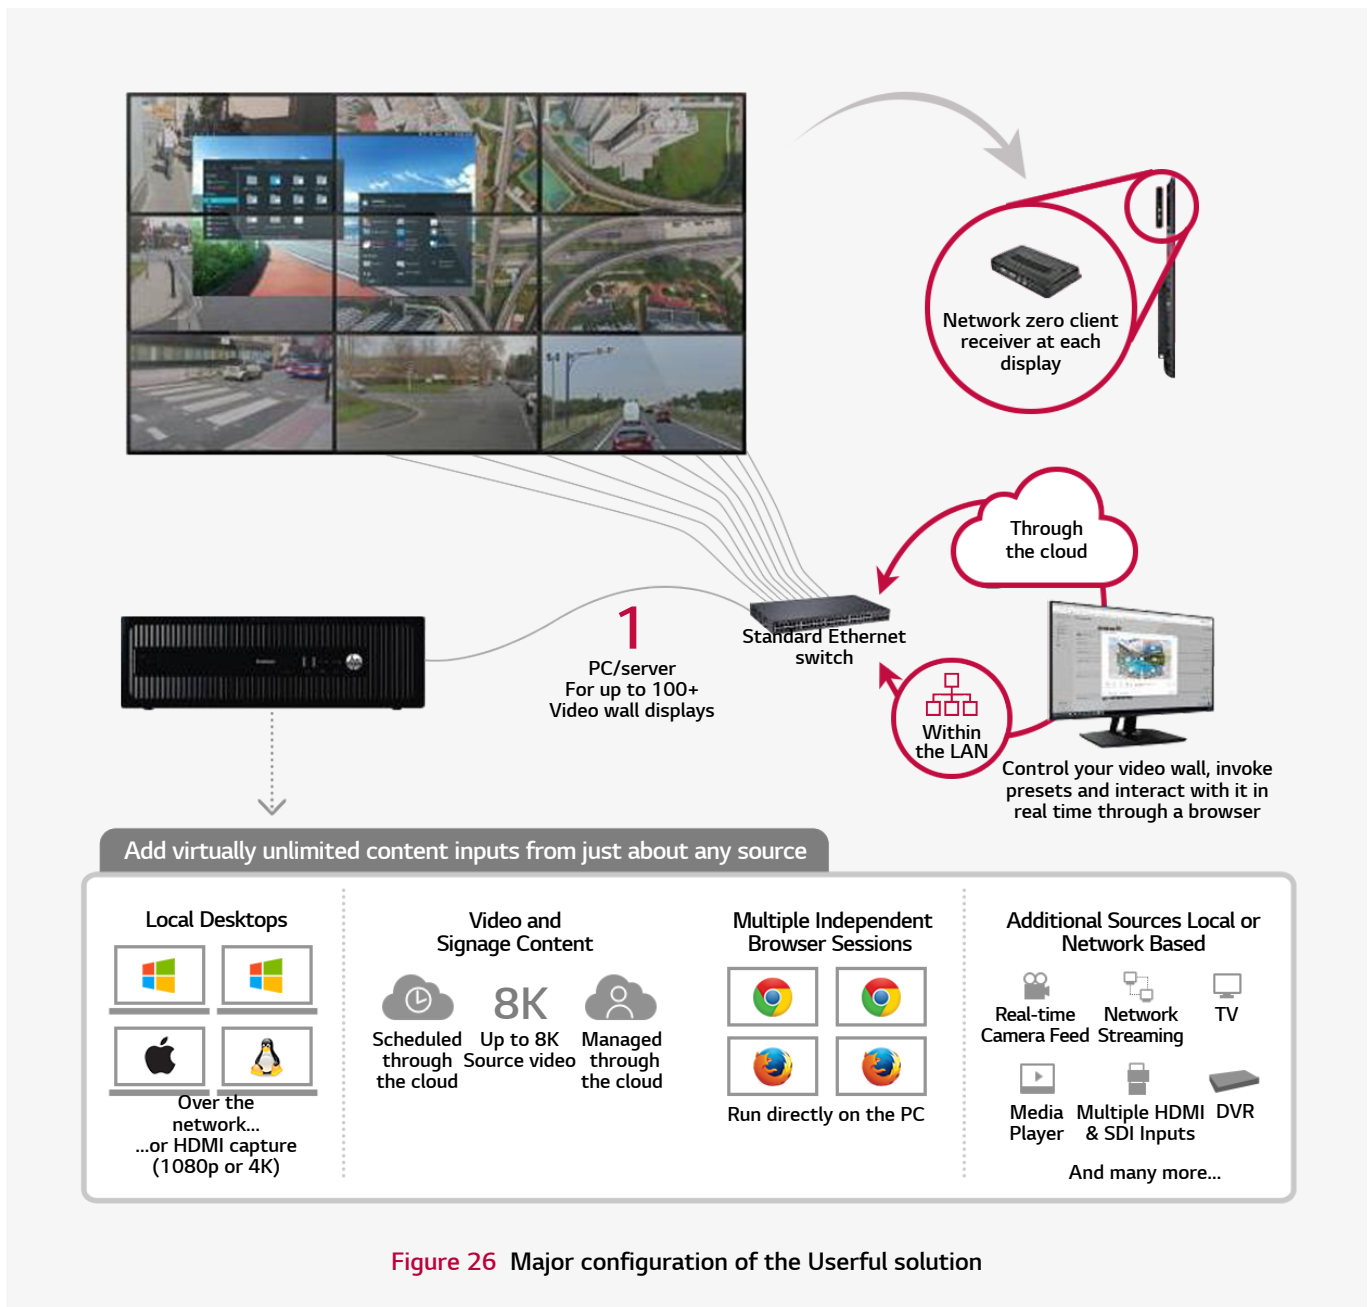 Network zero client
receiver at each
display
Through
the cloud
1
PC/server
For up to 100+
Video wall displays
Standard Ethernet
switch
Within
the LAN
Control your video wall, invoke
presets and interact with it in
real time through a browser
Add virtually unlimited content inputs from just about any source
Local Desktops
Over the
network...
...or HDMI capture
(1080p or 4K)
Video and
Signage Content
Scheduled
through
the cloud
8K
Up to 8K
Source video
Managed
through
the cloud
Multiple Independent
Browser Sessions
Run directly on the PC
Additional Sources Local or
Network Based
Real-time
Camera Feed
Network
Streaming
TV
Media
Player
Multiple HDMI
& SDI Inputs
DVR
And many more...
Figure 26 Major configuration of the Userful solution